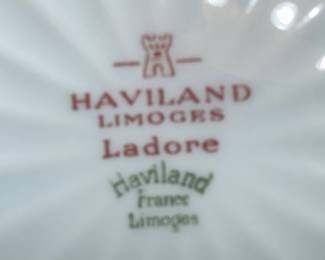 HAVILAND
LIMOGES
Ladore
Haviland
France
Limoges